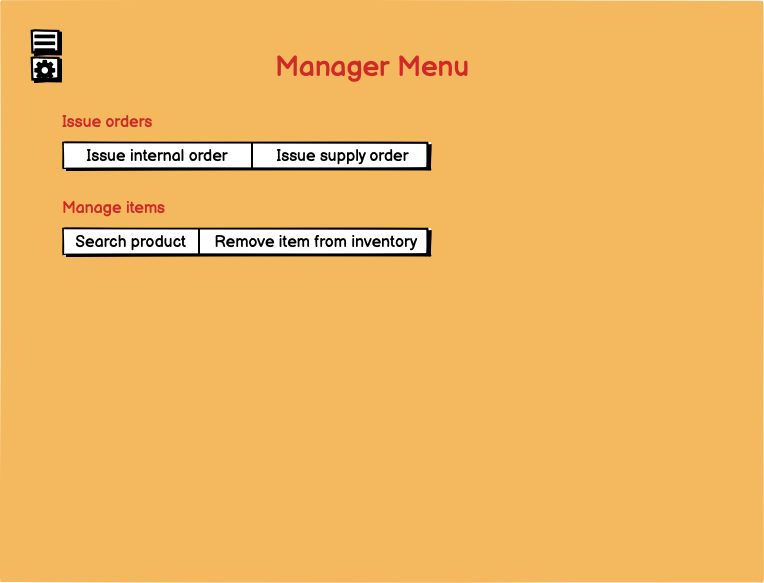 Manager Menu
Issue orders
Issue internal order Issue supply order
Manage items
Search product Remove item from inventory